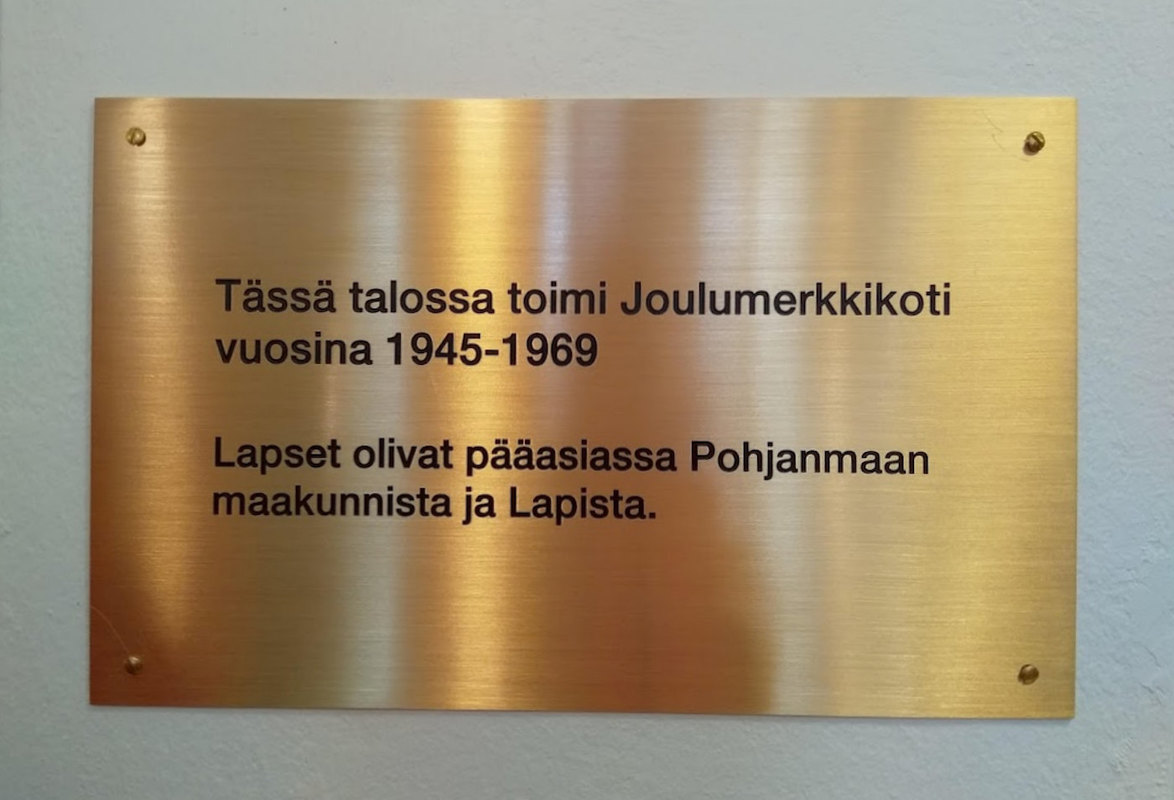 Tässä talossa toimi Joulumerkkikoti
vuosina 1945-1969
Lapset olivat pääasiassa Pohjanmaan
maakunnista ja Lapista.